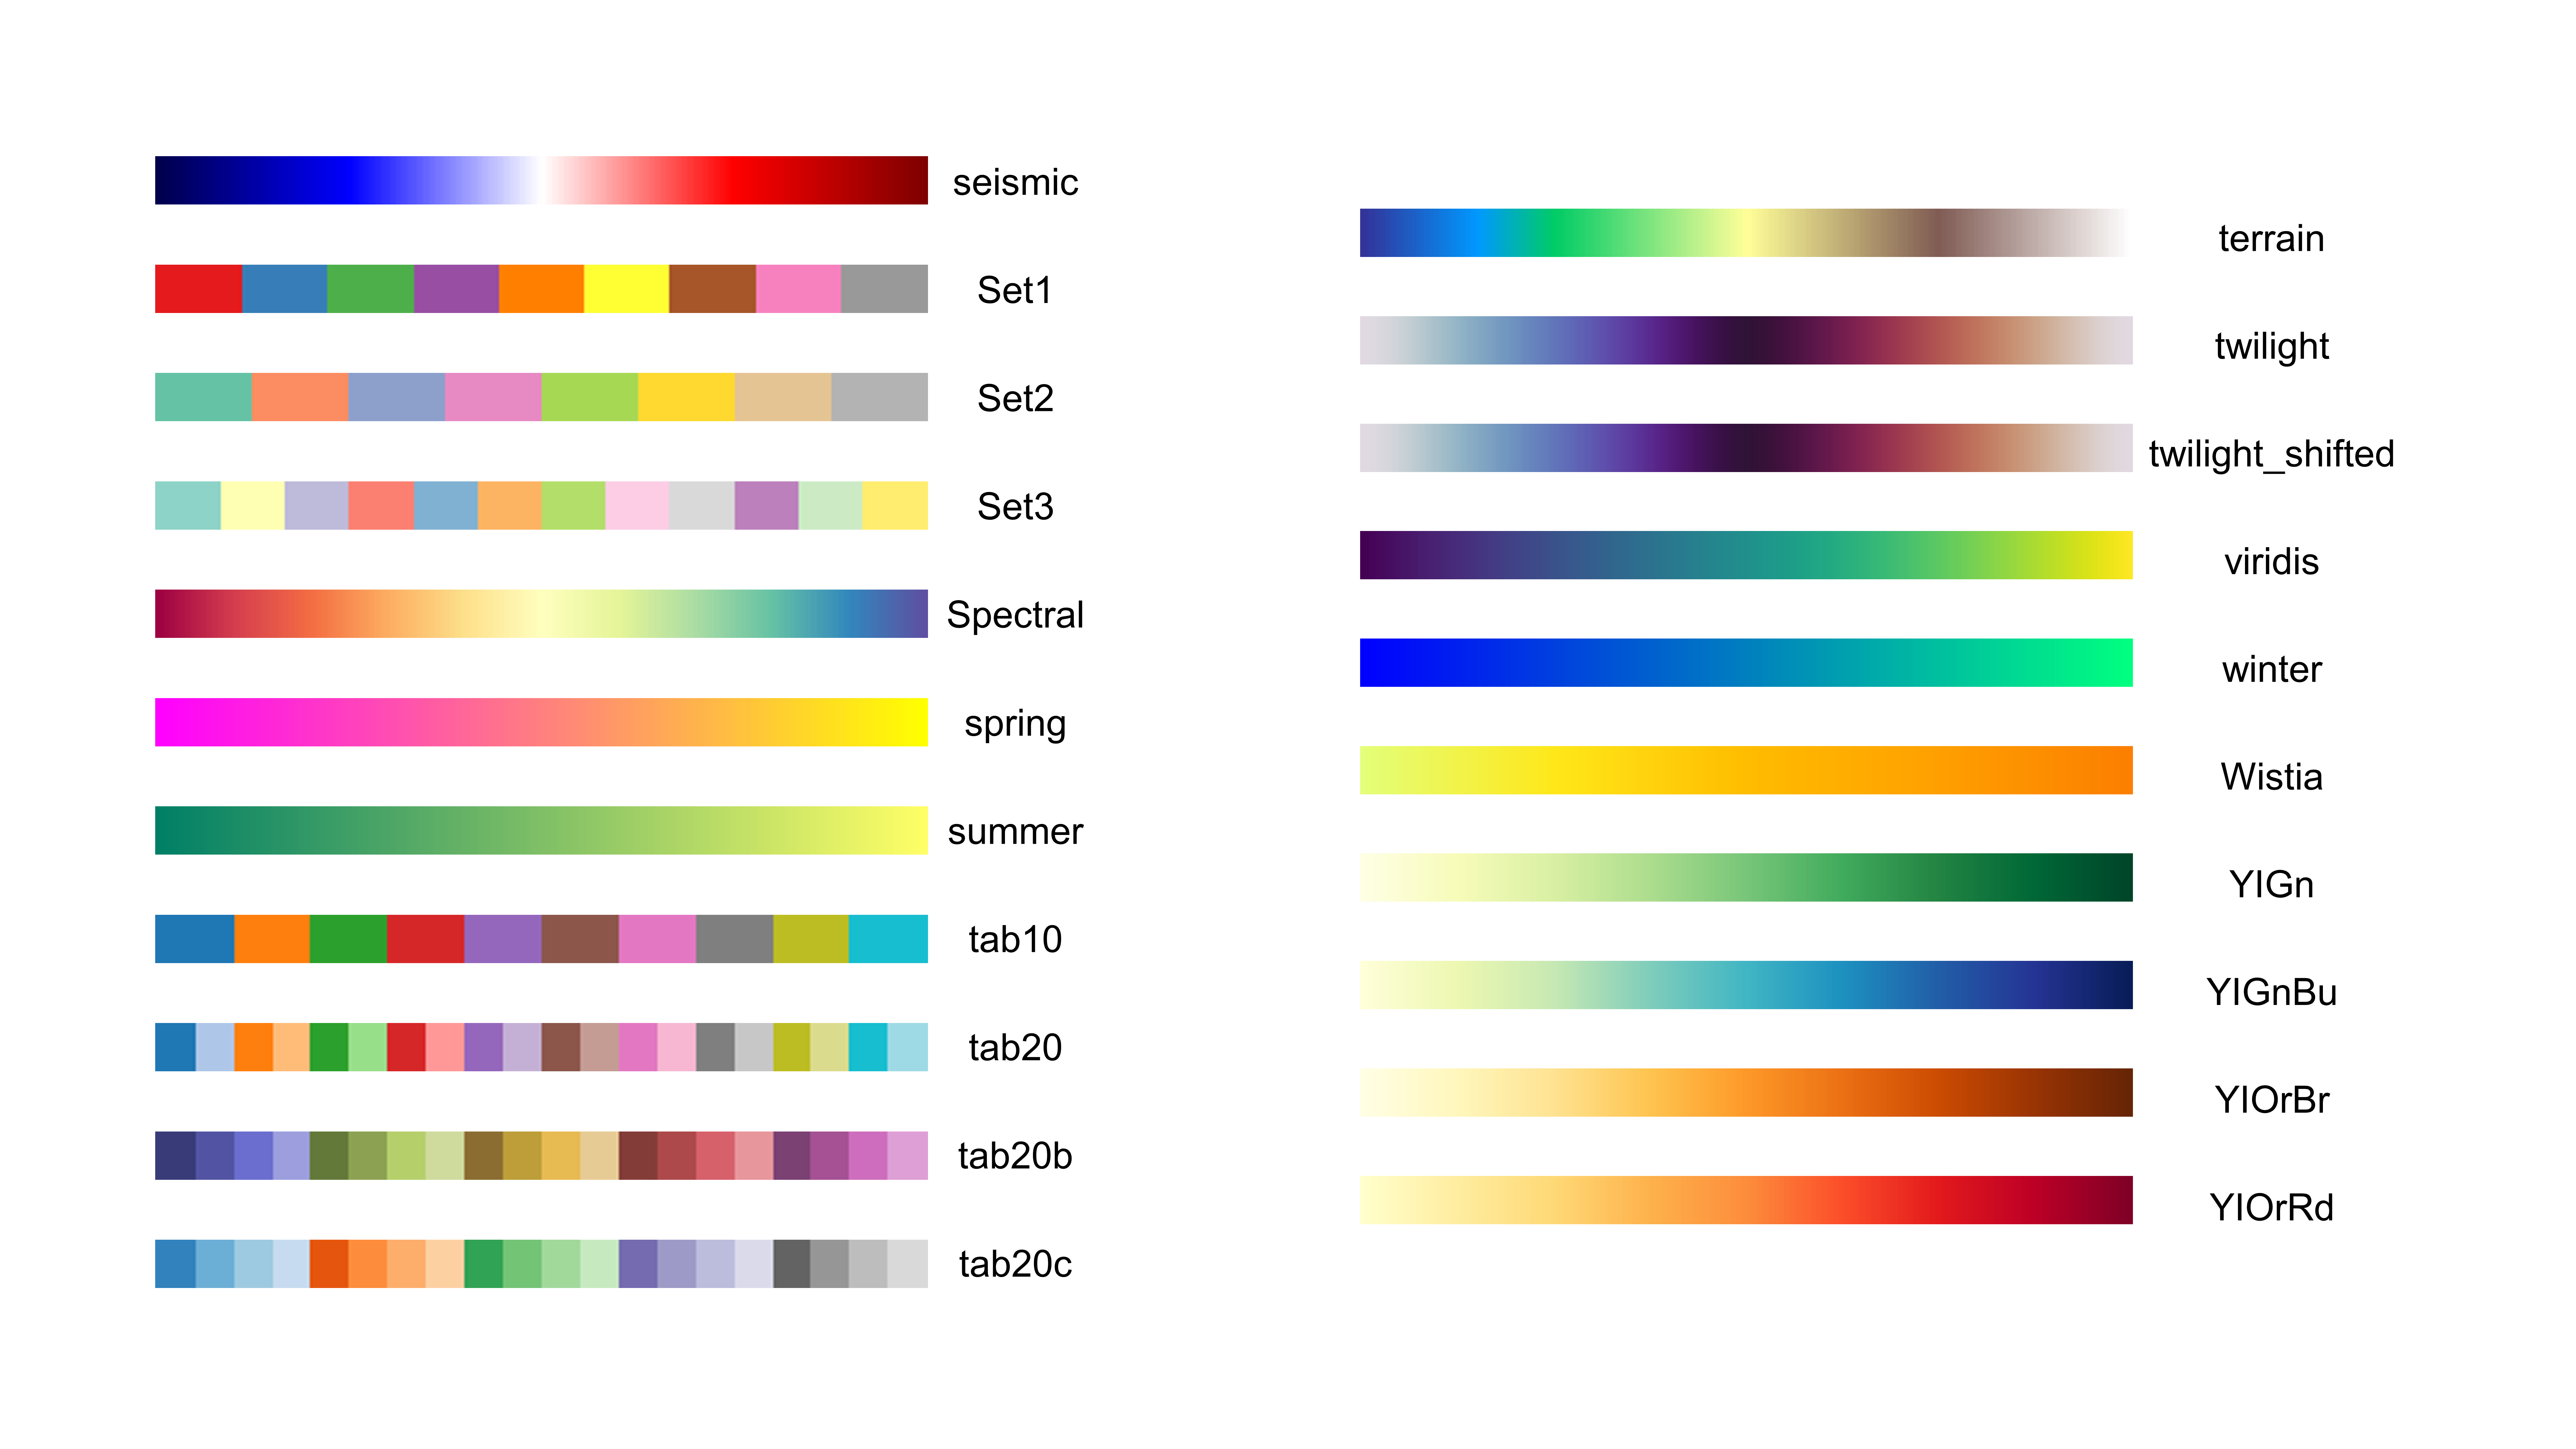 seismic
Set1
Set2
Set3
Spectral
spring
summer
tab10
tab20
tab20b
tab20c
terrain
twilight
twilight_shifted
viridis
winter
Wistia
YlGn
YlGnBu
YlOrBr
YlOrRd